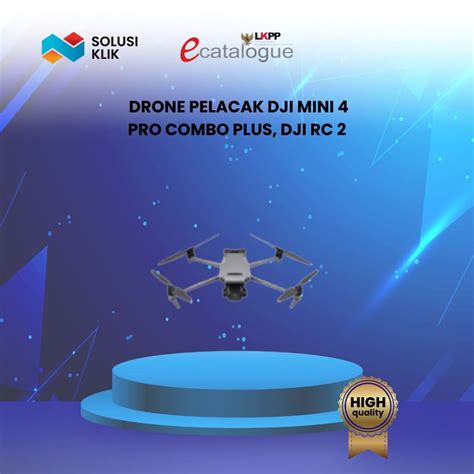 SOLUSI
KLIK
LKPP
ecatalogue
DRONE PELACAK DJI MINI 4
PRO COMBO PLUS, DJI RC 2
HIGH
quality